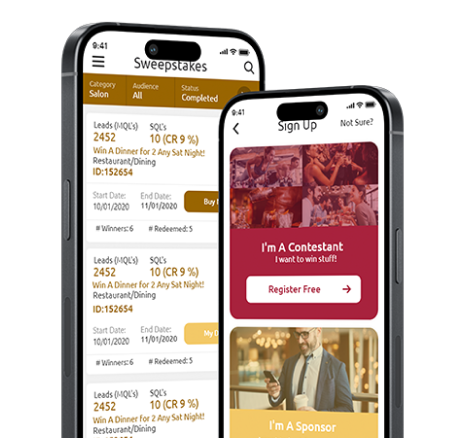 9:41
Sweepstakes
Category Audience Status
Salon All Completed
Leads (MQL's) SQL's
2452 10 (CR 9 %)
Win A Dinner for 2 Any Sat Night!
Restaurant/Dining
ID:152654
Start Date: End Date:
10/01/2020 11/01/2020
Buy
# Winners: 6 # Redeemed: 5
Leads (MQL's) SQL's
2452 10 (CR 9 %)
Win A Dinner for 2 Any Sat Night!
Restaurant/Dining
ID:152654
Start Date: End Date:
10/01/2020 11/01/2020
My
# Winners: 6 # Redeemed: 5
Leads (MQL's) SQL's
2452 10 (CR 9 %)
Win A Dinner for 2 Any Sat Night!
Restaurant/Dining
ID:152654
9:41
Sign Up Not Sure?
I'm A Contestant
I want to win stuff!
Register Free
I'm A Sponsor